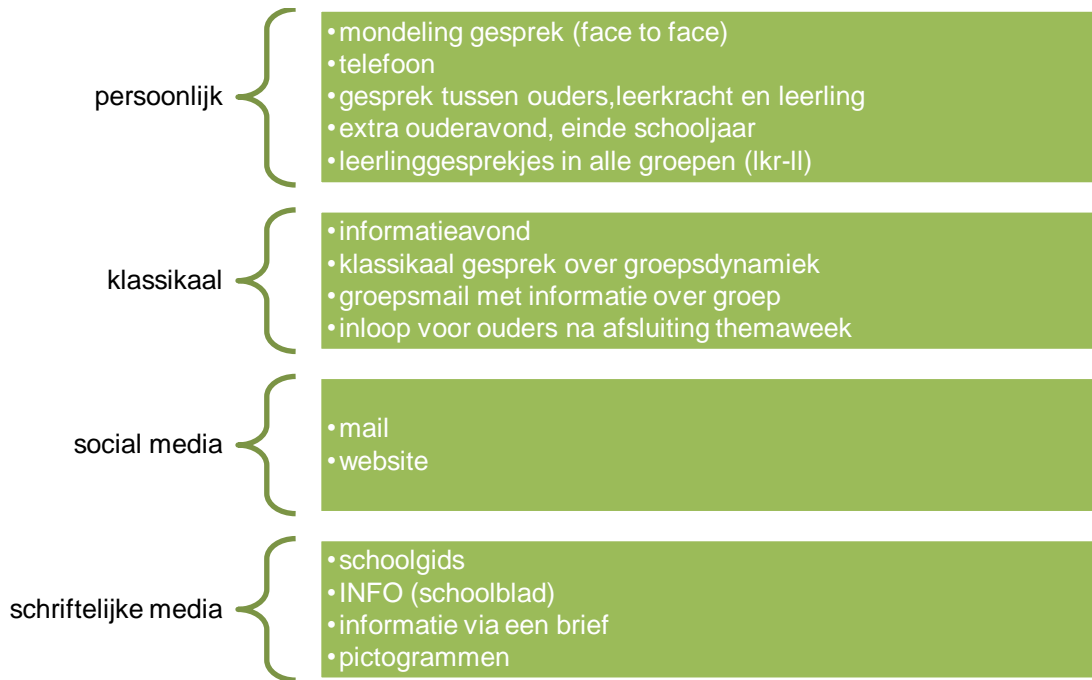 persoonlijk
•mondeling gesprek (face to face)
•telefoon
•gesprek tussen ouders,leerkracht en leerling
•extra ouderavond, einde schooljaar
•leerlinggesprekjes in alle groepen (lkr-ll)
klassikaal
•informatieavond
•klassikaal gesprek over groepsdynamiek
•groepsmail met informatie over groep
•inloop voor ouders na afsluiting themaweek
social media
•mail
•website
schriftelijke media
•schoolgids
•INFO (schoolblad)
•informatie via een brief
•pictogrammen